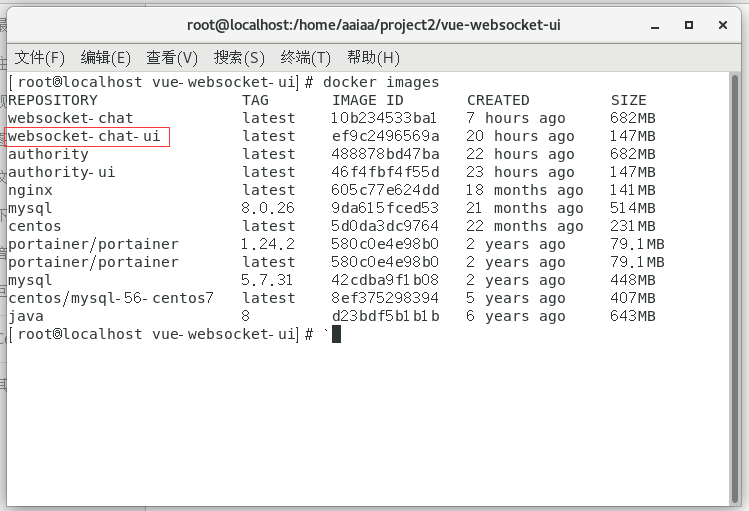 root@localhost:/home/aaiaa/project2/vue-websocket-ui
文件(F) 编辑(E) 查看(V) 搜索(S) 终端(T) 帮助(H)
[root@localhost vue-websocket-ui]# docker images
REPOSITORY TAG IMAGE ID CREATED SIZE
websocket-chat latest 10b234533ba1 7 hours ago 682MB
websocket-chat-ui latest ef9c2496569a 20 hours ago 147MB
authority latest 488878bd47ba 22 hours ago 682MB
authority-ui latest 46f4fbf4f55d 23 hours ago 147MB
nginx latest 605c77e624dd 18 months ago 141MB
mysql 8.0.26 9da615fced53 21 months ago 514MB
centos latest 5d0da3dc9764 22 months ago 231MB
portainer/portainer 1.24.2 580c0e4e98b0 2 years ago 79.1MB
portainer/portainer latest 580c0e4e98b0 2 years ago 79.1MB
mysql 5.7.31 42cdba9f1b08 2 years ago 448MB
centos/mysql-56-centos7 latest 8ef375298394 5 years ago 407MB
java 8 d23bdf5b1b1b 6 years ago 643MB
[root@localhost vue-websocket-ui]# `